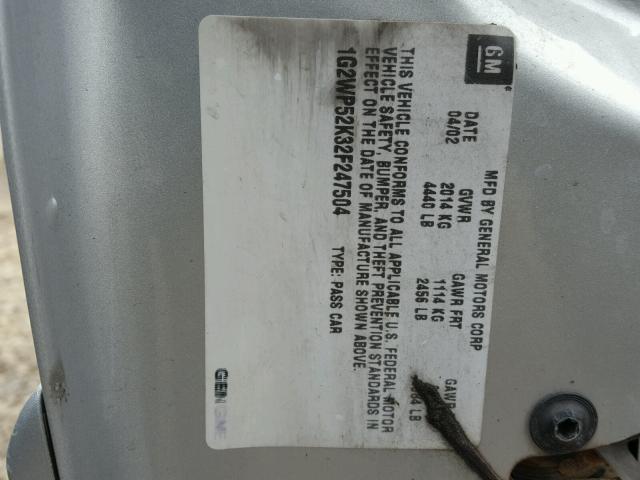 GM
MFD BY GENERAL MOTORS CORP
DATE GVWR GAWR FRT GAWR
04/02 2014 KG 1114 KG
4440 LB 2456 LB LB
THIS VEHICLE CONFORMS TO ALL APPLICABLE U.S. FEDERAL MOTOR
VEHICLE SAFETY, BUMPER, AND THEFT PREVENTION STANDARDS IN
EFFECT ON THE DATE OF MANUFACTURE SHOWN ABOVE.
1G2WP52K32F247504 TYPE: PASS CAR